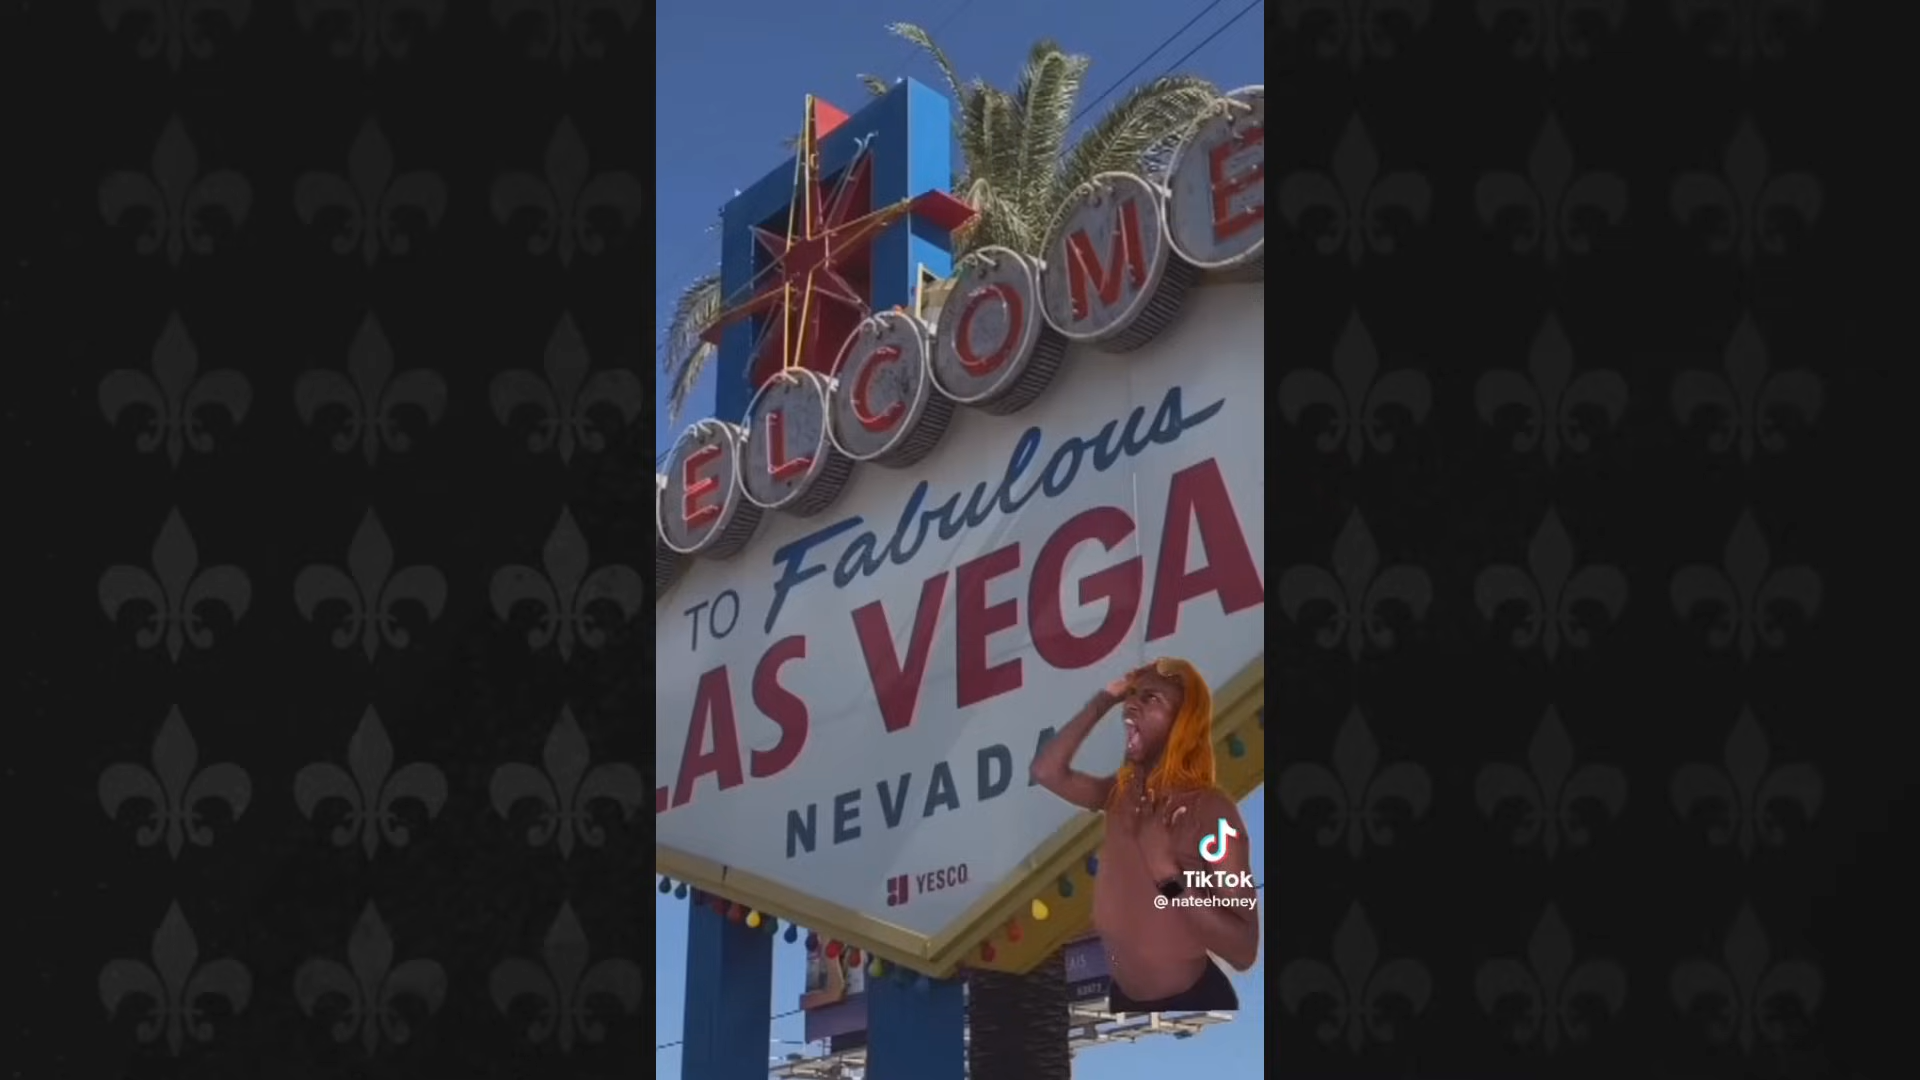 ELCOME
TO Fabulous
LAS VEGA
NEVADA
YESCO
TikTok
@nateehoney